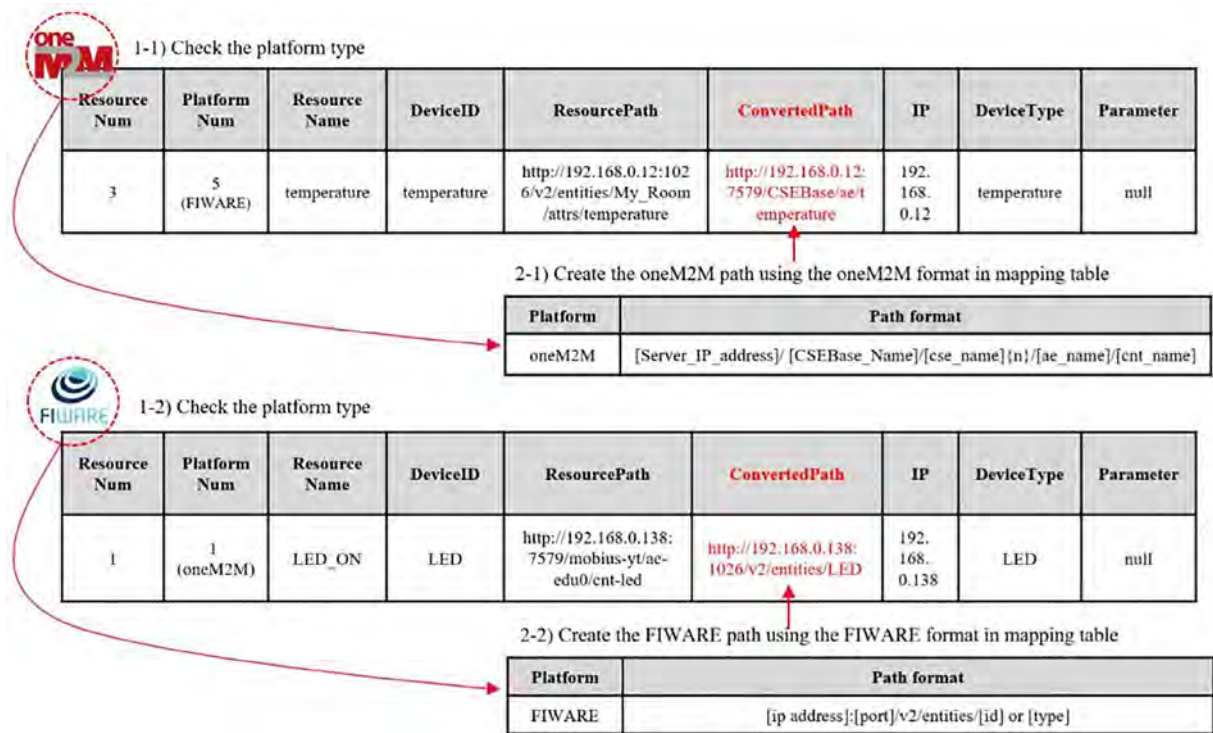 one
M2M
1-1) Check the platform type
Resource Num
Platform Num
Resource Name
DeviceID
ResourcePath
ConvertedPath
IP
DeviceType
Parameter
3
5
(FIWARE)
temperature
temperature
http://192.168.0.12:102
6/v2/entities/My_Room
/attrs/temperature
http://192.168.0.12:
7579/CSEBase/ae/t
emperature
192.
168.
0.12
temperature
null
2-1) Create the oneM2M path using the oneM2M format in mapping table
Platform
Path format
oneM2M
[Server_IP_address]/ [CSEBase_Name]/[cse_name]{n}/[ae_name]/[cnt_name]
FIWARE
1-2) Check the platform type
Resource Num
Platform Num
Resource Name
DeviceID
ResourcePath
ConvertedPath
IP
DeviceType
Parameter
1
1
(oneM2M)
LED_ON
LED
http://192.168.0.138:
7579/mobius-yt/ae-
edu0/cnt-led
http://192.168.0.138:
1026/v2/entities/LED
192.
168.
0.138
LED
null
2-2) Create the FIWARE path using the FIWARE format in mapping table
Platform
Path format
FIWARE
[ip address]:[port]/v2/entities/[id] or [type]